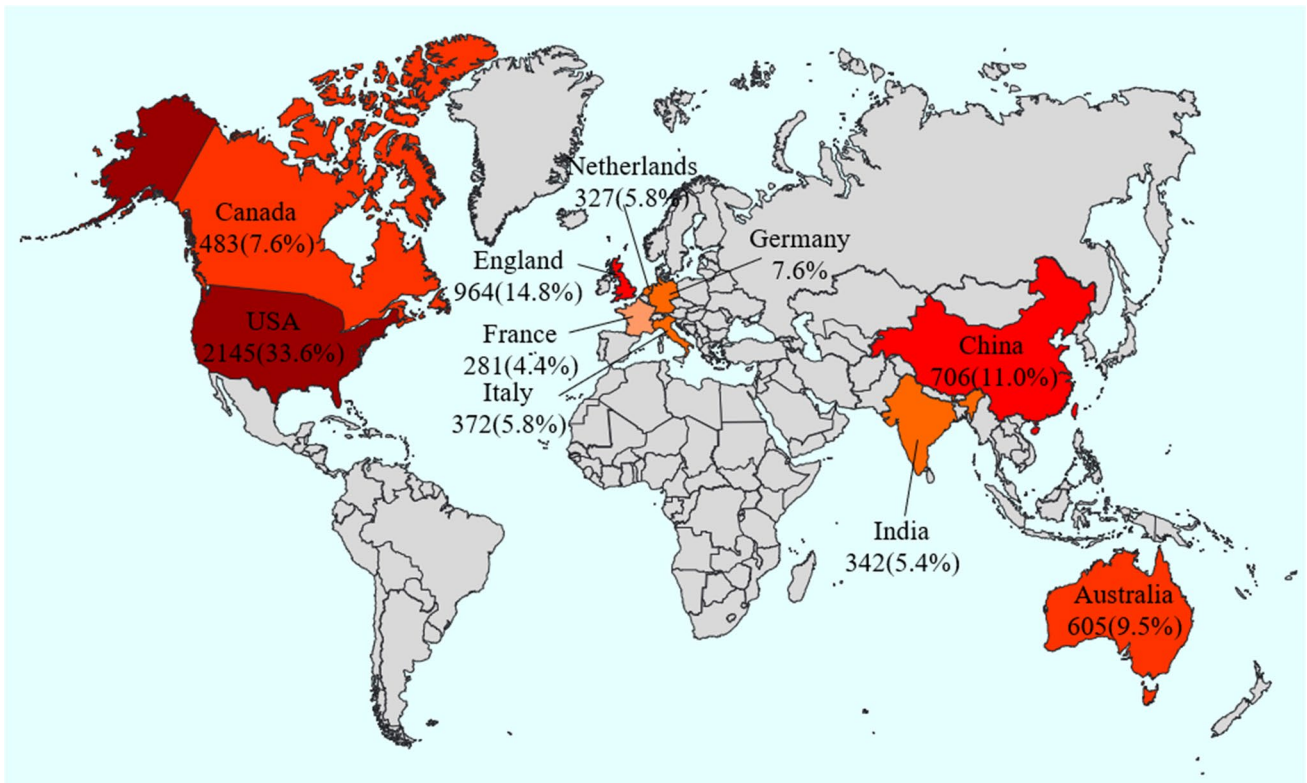 Netherlands
327(5.8%)
Canada
483(7.6%)
Germany
7.6%
England
964(14.8%)
USA
2145(33.6%)
France
281(4.4%)
China
706(11.0%)
Italy
372(5.8%)
India
342(5.4%)
Australia
605(9.5%)